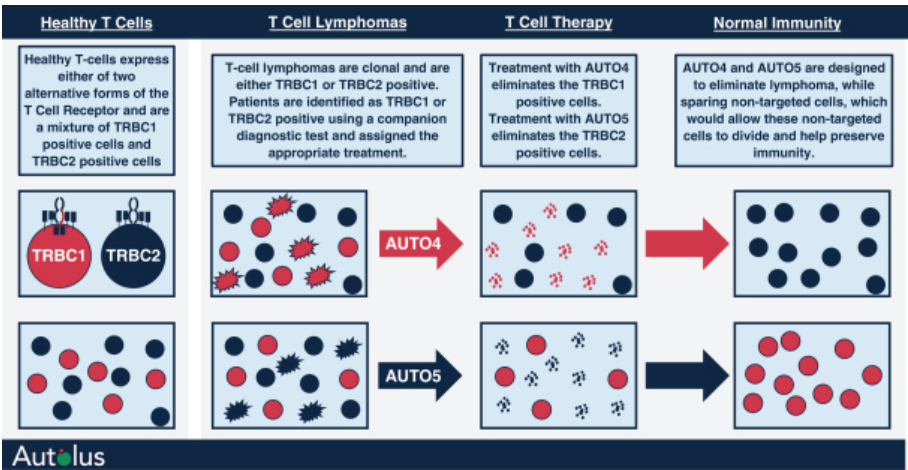 Healthy T Cells
T Cell Lymphomas
T Cell Therapy
Normal Immunity
Healthy T-cells express
either of two
alternative forms of the
T Cell Receptor and are
a mixture of TRBC1
positive cells and
TRBC2 positive cells
T-cell lymphomas are clonal and are
either TRBC1 or TRBC2 positive.
Patients are identified as TRBC1 or
TRBC2 positive using a companion
diagnostic test and assigned the
appropriate treatment.
Treatment with AUTO4
eliminates the TRBC1
positive cells.
Treatment with AUTO5
eliminates the TRBC2
positive cells.
AUTO4 and AUTO5 are designed
to eliminate lymphoma, while
sparing non-targeted cells, which
would allow these non-targeted
cells to divide and help preserve
immunity.
TRBC1
TRBC2
AUTO4
AUTO5
Autolus